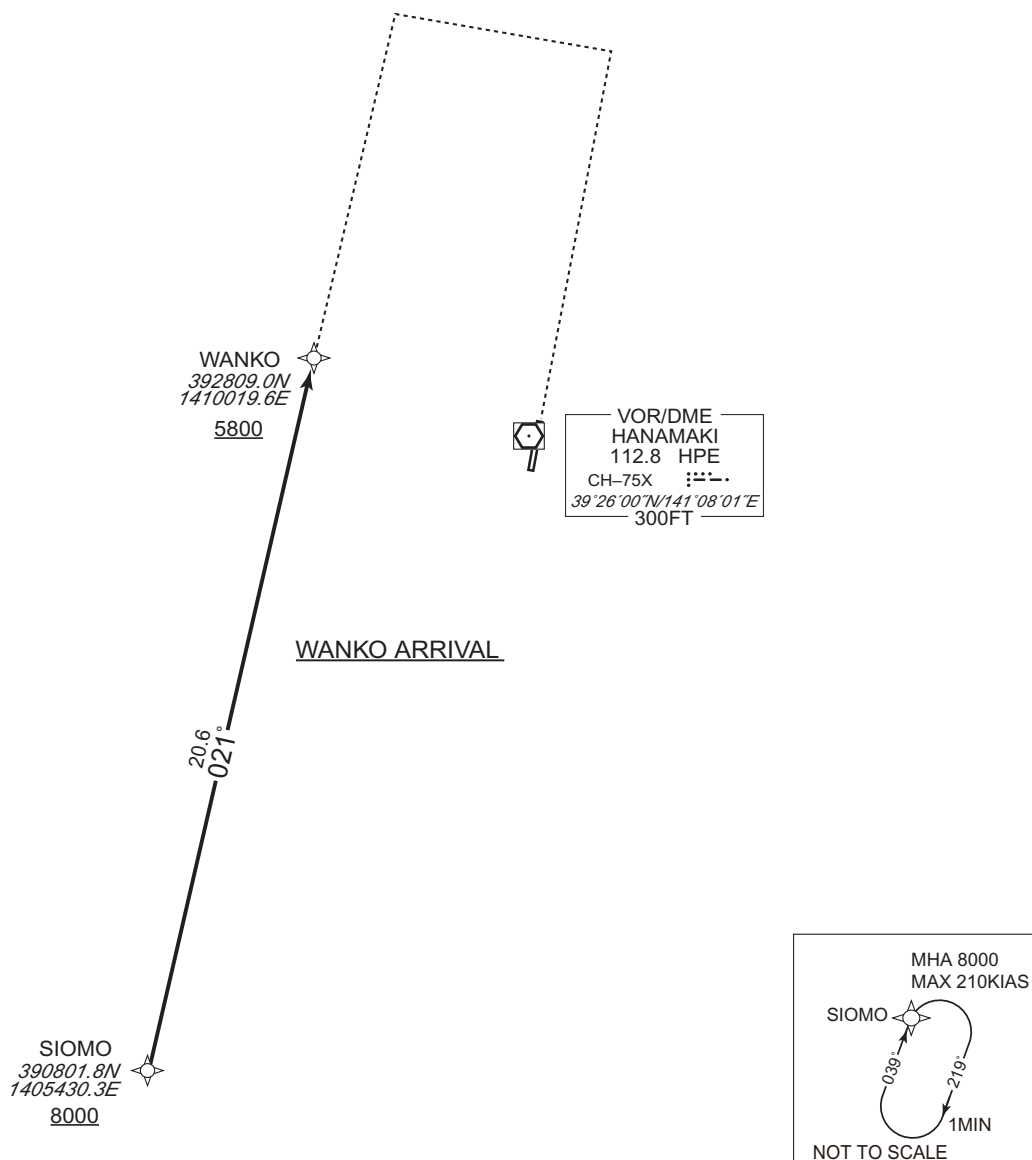 WANKO
392809.0N
1410019.6E
5800
VOR/DME
HANAMAKI
112.8 HPE
CH–75X
39°26′00″N/141°08′01″E
300FT
WANKO ARRIVAL
20.6
021°
SIOMO
390801.8N
1405430.3E
8000
MHA 8000
MAX 210KIAS
SIOMO
039°
219°
1MIN
NOT TO SCALE